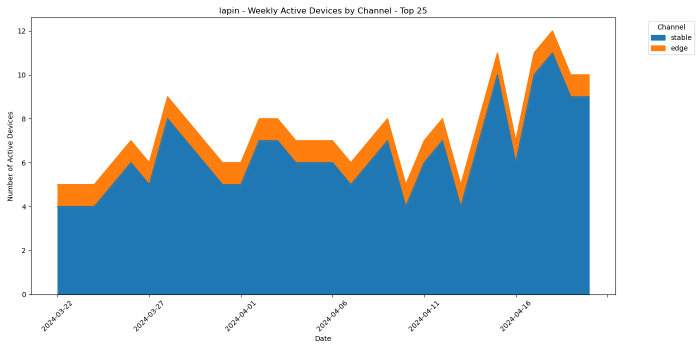 lapin - Weekly Active Devices by Channel - Top 25
Channel
stable
edge
Number of Active Devices
12
10
8
6
4
2
0
2024-03-22
2024-03-27
2024-04-01
2024-04-06
2024-04-11
2024-04-16
Date